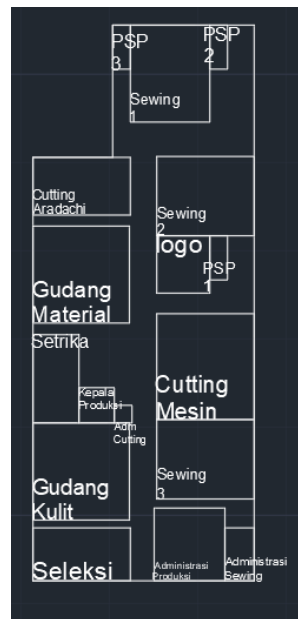 PSP
3
PSP
2
Sewing
1
Cutting
Aradachi
Sewing
2
logo
PSP
1
Gudang
Material
Setrika
Kepala
Produksi
Cutting
Mesin
Adm
Cutting
Gudang
Kulit
Sewing
3
Seleksi
Administrasi
Produksi
Administrasi
Sewing